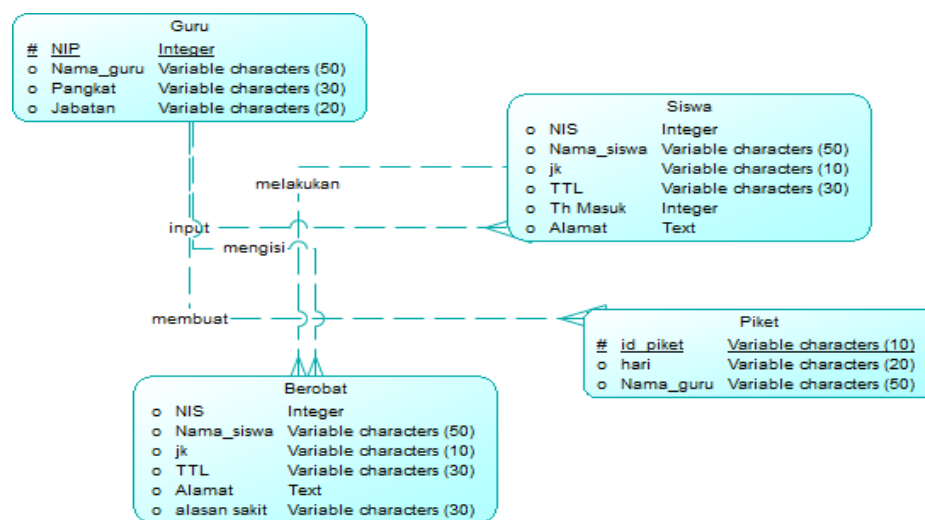 Guru
# NIP Integer
o Nama_guru Variable characters (50)
o Pangkat Variable characters (30)
o Jabatan Variable characters (20)
Siswa
o NIS Integer
o Nama_siswa Variable characters (50)
o jk Variable characters (10)
o TTL Variable characters (30)
o Th Masuk Integer
o Alamat Text
melakukan
input
mengisi
membuat
Piket
# id_piket Variable characters (10)
o hari Variable characters (20)
o Nama_guru Variable characters (50)
Berobat
o NIS Integer
o Nama_siswa Variable characters (50)
o jk Variable characters (10)
o TTL Variable characters (30)
o Alamat Text
o alasan sakit Variable characters (30)